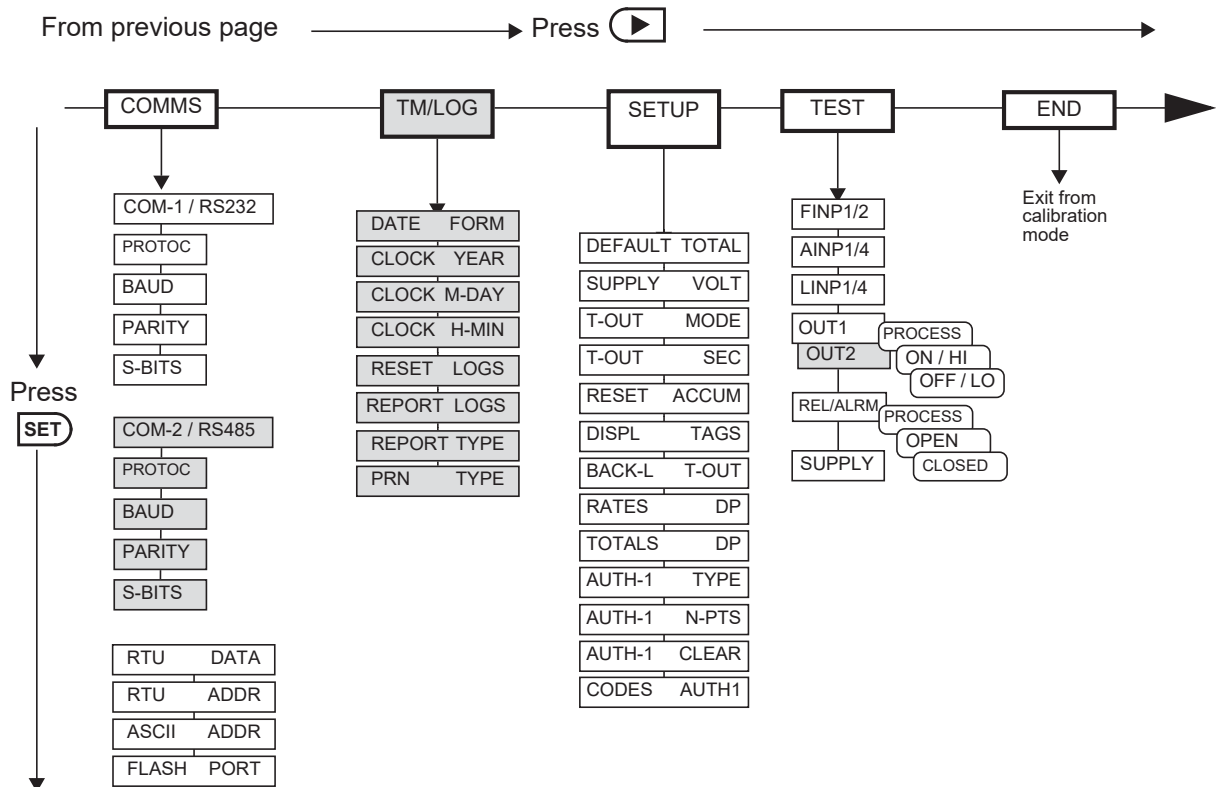 From previous page
Press
COMMS
TM/LOG
SETUP
TEST
END
Press
SET
COM-1 / RS232
PROTOC
BAUD
PARITY
S-BITS
COM-2 / RS485
PROTOC
BAUD
PARITY
S-BITS
RTU DATA
RTU ADDR
ASCII ADDR
FLASH PORT
DATE FORM
CLOCK YEAR
CLOCK M-DAY
CLOCK H-MIN
RESET LOGS
REPORT LOGS
REPORT TYPE
PRN TYPE
DEFAULT TOTAL
SUPPLY VOLT
T-OUT MODE
T-OUT SEC
RESET ACCUM
DISPL TAGS
BACK-L T-OUT
RATES DP
TOTALS DP
AUTH-1 TYPE
AUTH-1 N-PTS
AUTH-1 CLEAR
CODES AUTH1
FINP1/2
AINP1/4
LINP1/4
OUT1
OUT2
PROCESS
ON / HI
OFF / LO
REL/ALRM
PROCESS
OPEN
CLOSED
SUPPLY
Exit from
calibration
mode